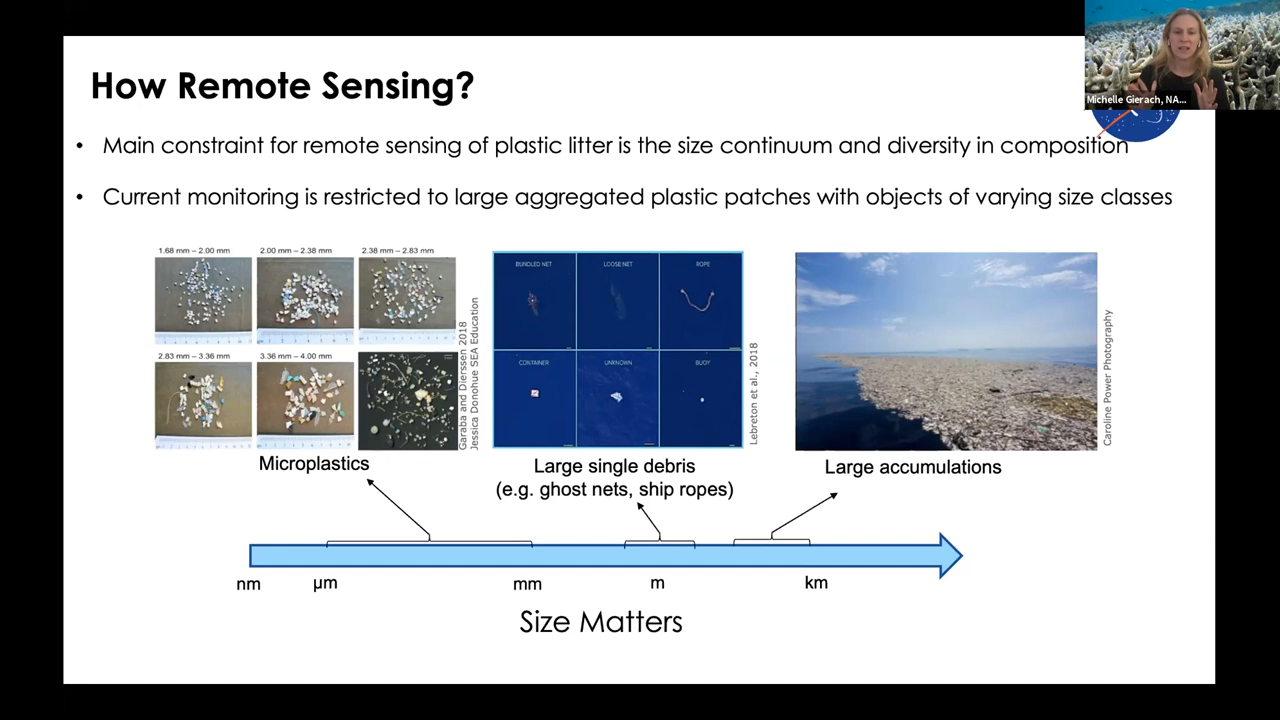 Michelle Gierach, NA...
How Remote Sensing?
• Main constraint for remote sensing of plastic litter is the size continuum and diversity in composition
• Current monitoring is restricted to large aggregated plastic patches with objects of varying size classes
1.68 mm – 2.00 mm
2.00 mm – 2.38 mm
2.38 mm – 2.83 mm
2.83 mm – 3.36 mm
3.36 mm – 4.00 mm
Garaba and Dierssen 2018
Jessica Donohue SEA Education
BUNDLED NET
LOOSE NET
ROPE
CONTAINER
UNKNOWN
BUOY
Lebreton et al., 2018
Caroline Power Photography
Microplastics
Large single debris
(e.g. ghost nets, ship ropes)
Large accumulations
nm
µm
mm
m
km
Size Matters